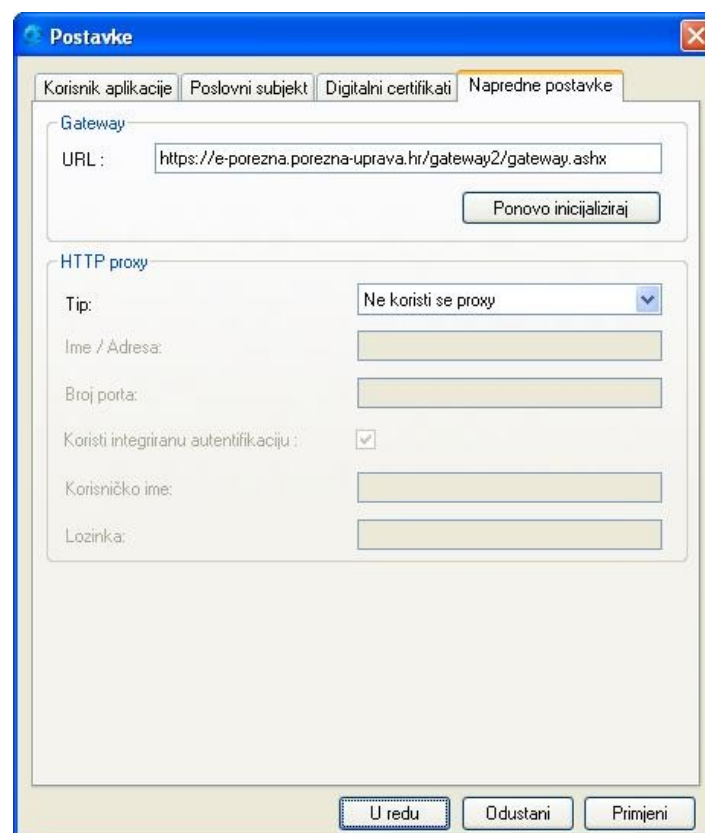 Postavke
Korisnik aplikacije Poslovni subjekt Digitalni certifikati Napredne postavke
Gateway
URL : https://e-porezna.porezna-uprava.hr/gateway2/gateway.ashx
Ponovo inicijaliziraj
HTTP proxy
Tip: Ne koristi se proxy
Ime / Adresa:
Broj porta:
Koristi integriranu autentifikaciju :
Korisničko ime:
Lozinka:
U redu Odustani Primjeni